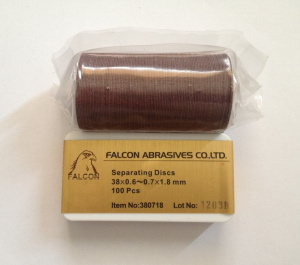 FALCON ABRASIVES CO.LTD.
FALCON
Separating Discs
38×0.6~0.7×1.8 mm
100 Pcs
Item No:380718 Lot No: